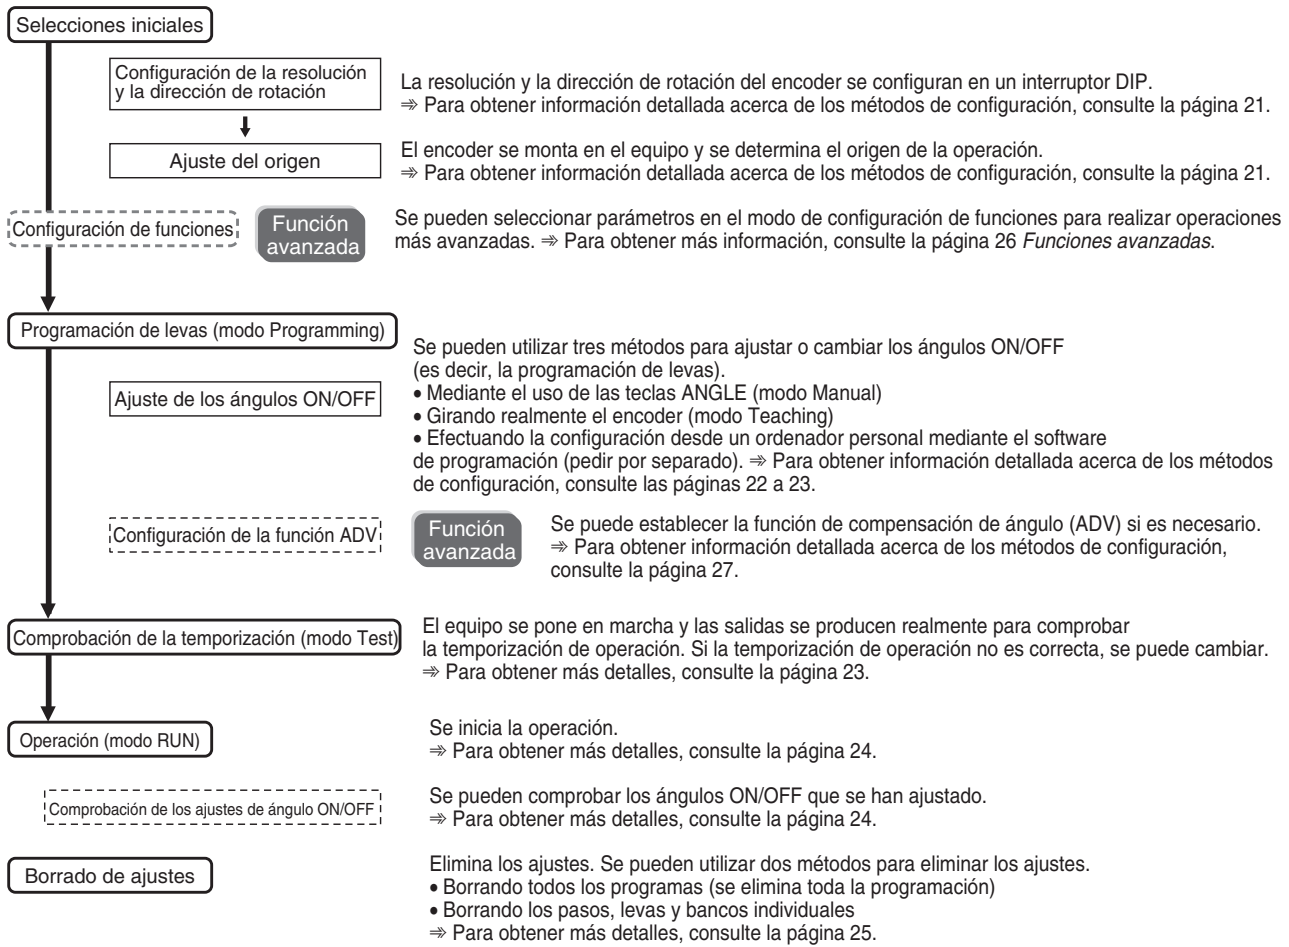 Selecciones iniciales
Configuración de la resolución
y la dirección de rotación
La resolución y la dirección de rotación del encoder se configuran en un interruptor DIP.
⇒ Para obtener información detallada acerca de los métodos de configuración, consulte la página 21.
Ajuste del origen
El encoder se monta en el equipo y se determina el origen de la operación.
⇒ Para obtener información detallada acerca de los métodos de configuración, consulte la página 21.
Configuración de funciones
Función
avanzada
Se pueden seleccionar parámetros en el modo de configuración de funciones para realizar operaciones
más avanzadas. ⇒ Para obtener más información, consulte la página 26 Funciones avanzadas.
Programación de levas (modo Programming)
Se pueden utilizar tres métodos para ajustar o cambiar los ángulos ON/OFF
(es decir, la programación de levas).
Ajuste de los ángulos ON/OFF
• Mediante el uso de las teclas ANGLE (modo Manual)
• Girando realmente el encoder (modo Teaching)
• Efectuando la configuración desde un ordenador personal mediante el software
de programación (pedir por separado). ⇒ Para obtener información detallada acerca de los métodos
de configuración, consulte las páginas 22 a 23.
Configuración de la función ADV
Función
avanzada
Se puede establecer la función de compensación de ángulo (ADV) si es necesario.
⇒ Para obtener información detallada acerca de los métodos de configuración,
consulte la página 27.
Comprobación de la temporización (modo Test)
El equipo se pone en marcha y las salidas se producen realmente para comprobar
la temporización de operación. Si la temporización de operación no es correcta, se puede cambiar.
⇒ Para obtener más detalles, consulte la página 23.
Operación (modo RUN)
Se inicia la operación.
⇒ Para obtener más detalles, consulte la página 24.
Comprobación de los ajustes de ángulo ON/OFF
Se pueden comprobar los ángulos ON/OFF que se han ajustado.
⇒ Para obtener más detalles, consulte la página 24.
Borrado de ajustes
Elimina los ajustes. Se pueden utilizar dos métodos para eliminar los ajustes.
• Borrando todos los programas (se elimina toda la programación)
• Borrando los pasos, levas y bancos individuales
⇒ Para obtener más detalles, consulte la página 25.